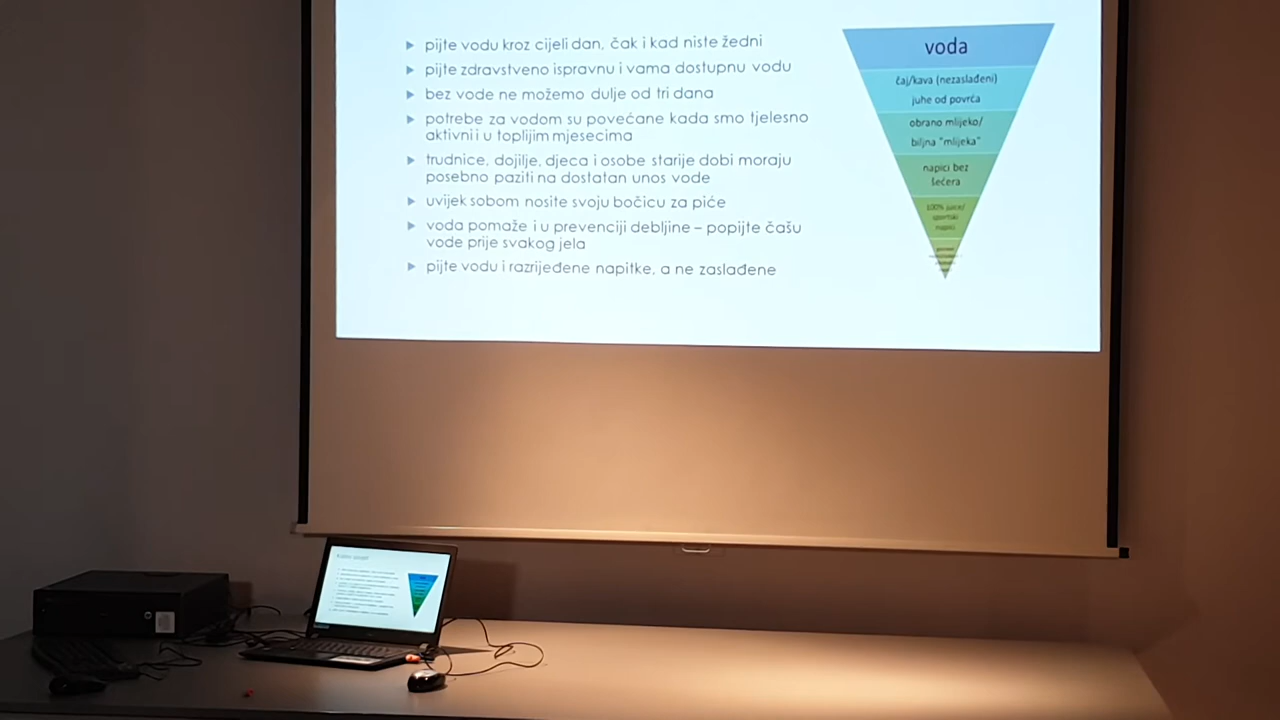 pijte vodu kroz cijeli dan, čak i kad niste žedni
pijte zdravstveno ispravnu i vama dostupnu vodu
bez vode ne možemo dulje od tri dana
potrebe za vodom su povećane kada smo tjelesno
aktivni i u toplijim mjesecima
trudnice, dojilje, djeca i osobe starije dobi moraju
posebno paziti na dostatan unos vode
uvijek sobom nosite svoju bočicu za piće
voda pomaže i u prevenciji debljine – popijte čašu
vode prije svakog jela
pijte vodu i razrijeđene napitke, a ne zaslađene
voda
čaj/kava (nezaslađeni)
juhe od povrća
obrano mlijeko/
biljna "mlijeka"
napici bez
šećera
100% juice/
sportski
napici